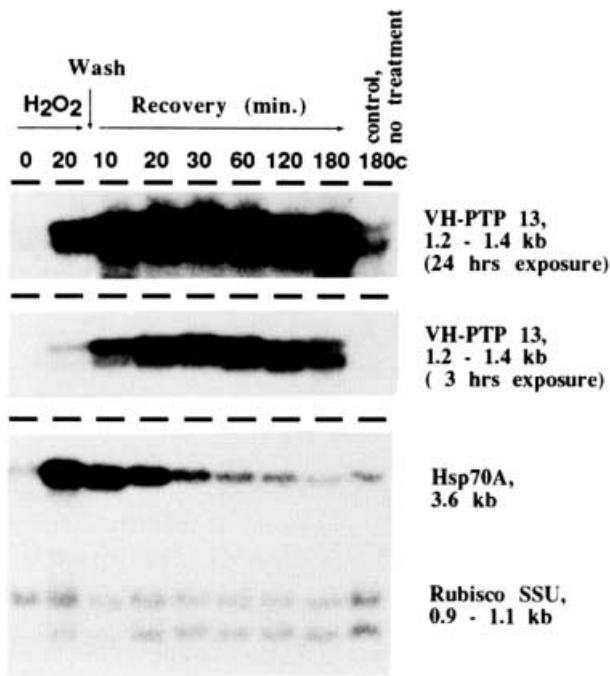 Wash
H2O2
Recovery (min.)
control,
no treatment
0 20 10 20 30 60 120 180 180c
VH-PTP 13,
1.2 - 1.4 kb
(24 hrs exposure)
VH-PTP 13,
1.2 - 1.4 kb
( 3 hrs exposure)
Hsp70A,
3.6 kb
Rubisco SSU,
0.9 - 1.1 kb